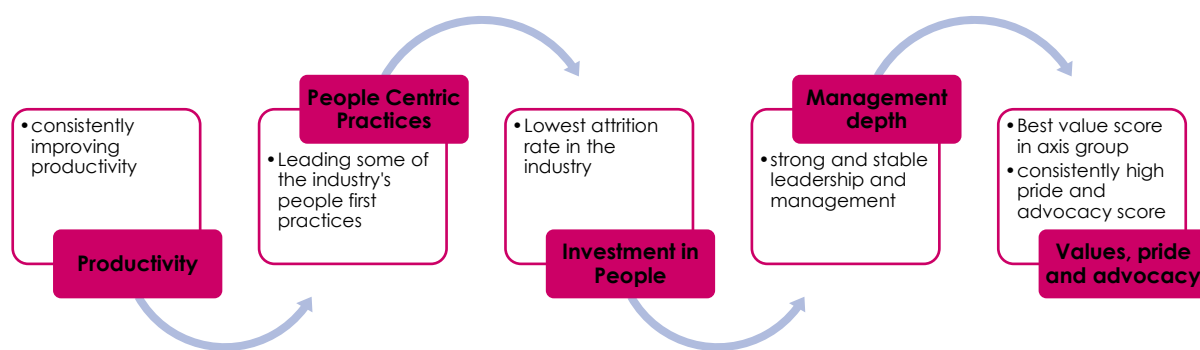 •consistently
improving
productivity
Productivity
People Centric
Practices
•Leading some of
the industry's
people first
practices
•Lowest attrition
rate in the
industry
Investment in
People
Management
depth
•strong and stable
leadership and
management
•Best value score
in axis group
•consistently high
pride and
advocacy score
Values, pride
and advocacy